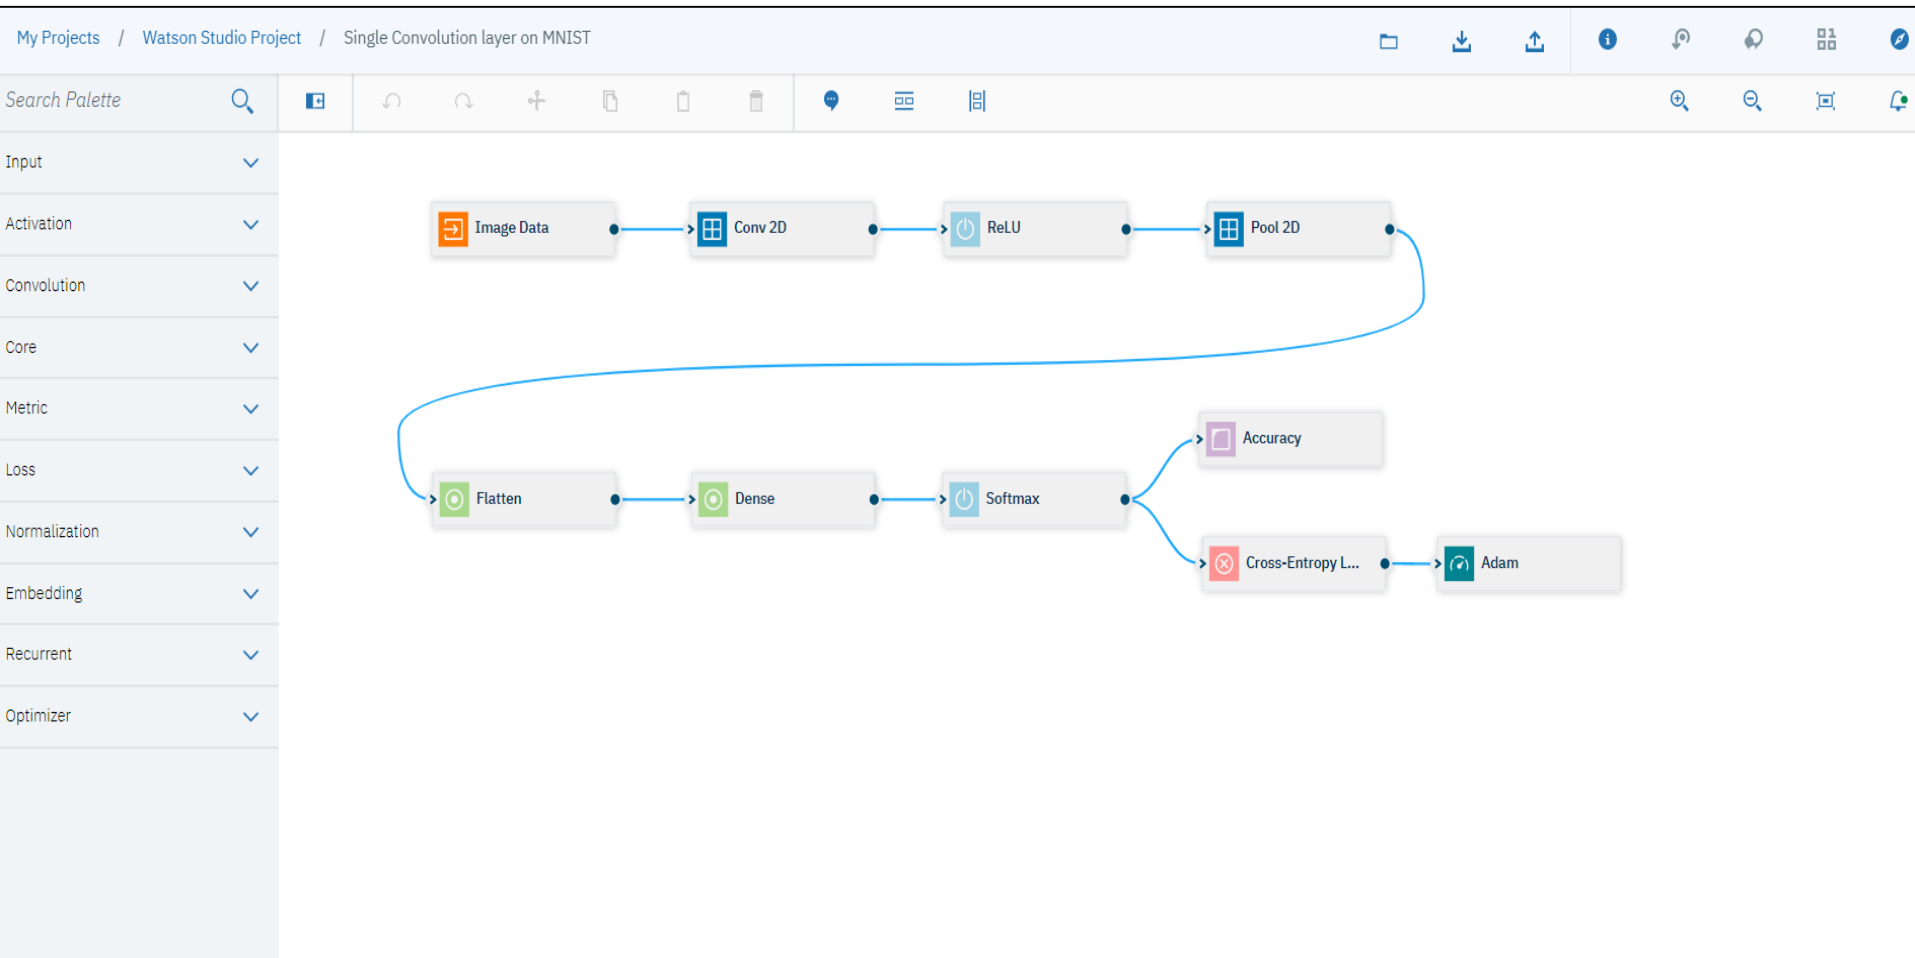 My Projects / Watson Studio Project / Single Convolution layer on MNIST
Search Palette
Input
Activation
Convolution
Core
Metric
Loss
Normalization
Embedding
Recurrent
Optimizer
Image Data
Conv 2D
ReLU
Pool 2D
Accuracy
Flatten
Dense
Softmax
Cross-Entropy L...
Adam